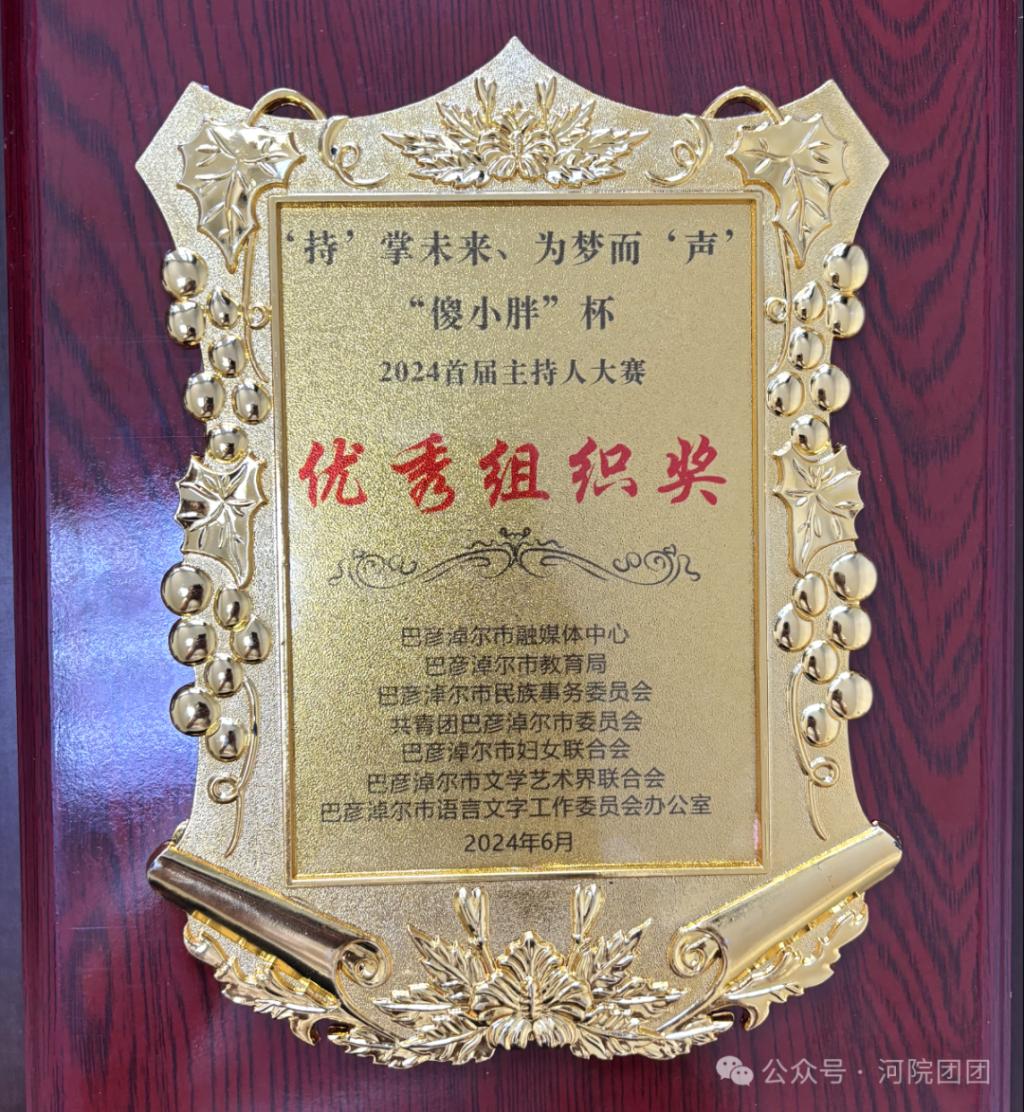 ‘持’掌未来、为梦而‘声’
“傻小胖”杯
2024首届主持人大赛
优秀组织奖
巴彦淖尔市融媒体中心
巴彦淖尔市教育局
巴彦淖尔市民族事务委员会
共青团巴彦淖尔市委员会
巴彦淖尔市妇女联合会
巴彦淖尔市文学艺术界联合会
巴彦淖尔市语言文字工作委员会办公室
2024年6月
公众号·河院团团